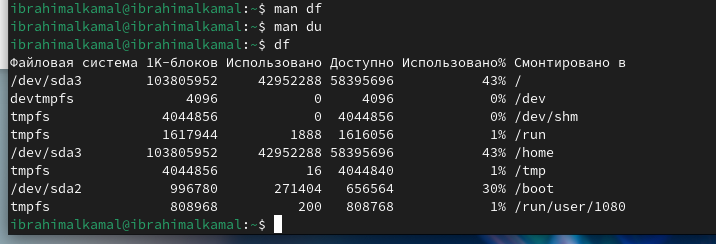 ibrahimalkamal@ibrahimalkamal:~$ man df
ibrahimalkamal@ibrahimalkamal:~$ man du
ibrahimalkamal@ibrahimalkamal:~$ df
Файловая система 1K-блоков Использовано Доступно Использовано% Смонтировано в
/dev/sda3        103805952     42952288 58395696           43% /
devtmpfs              4096            0     4096            0% /dev
tmpfs              4044856            0  4044856            0% /dev/shm
tmpfs              1617944         1888  1616056            1% /run
/dev/sda3        103805952     42952288 58395696           43% /home
tmpfs              4044856           16  4044840            1% /tmp
/dev/sda2           996780       271404   656564           30% /boot
tmpfs               808968          200   808768            1% /run/user/1080
ibrahimalkamal@ibrahimalkamal:~$